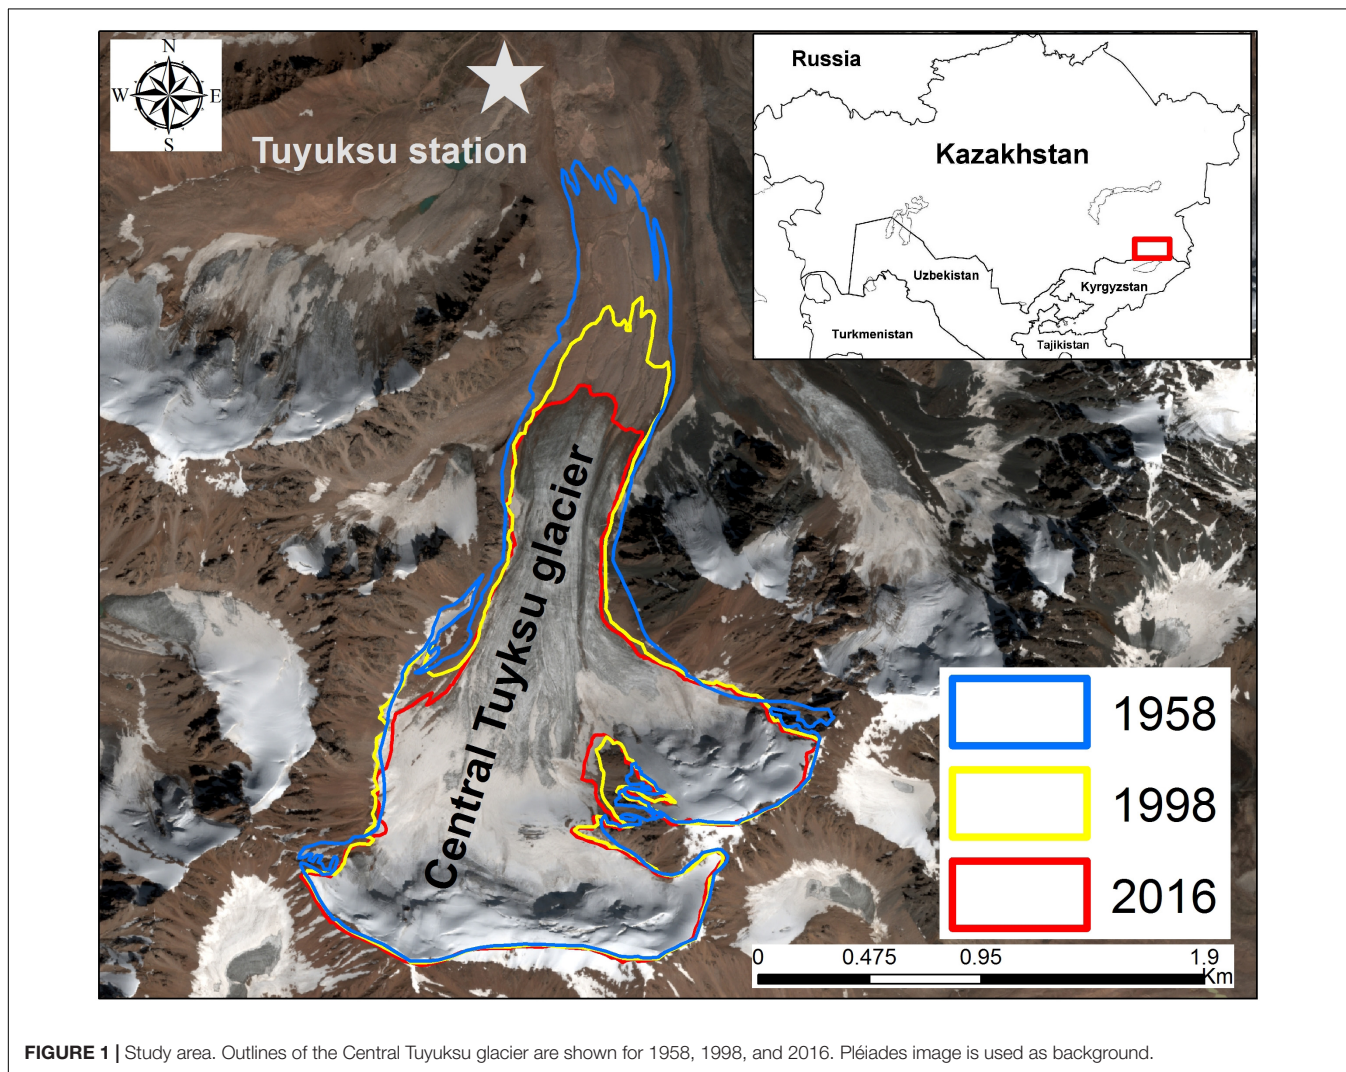 N
W E
S
Tuyuksu station
Russia
Kazakhstan
Uzbekistan
Kyrgyzstan
Turkmenistan
Tajikistan
Central Tuyksu glacier
1958
1998
2016
0 0.475 0.95 1.9
Km
FIGURE 1 | Study area. Outlines of the Central Tuyuksu glacier are shown for 1958, 1998, and 2016. Pléiades image is used as background.